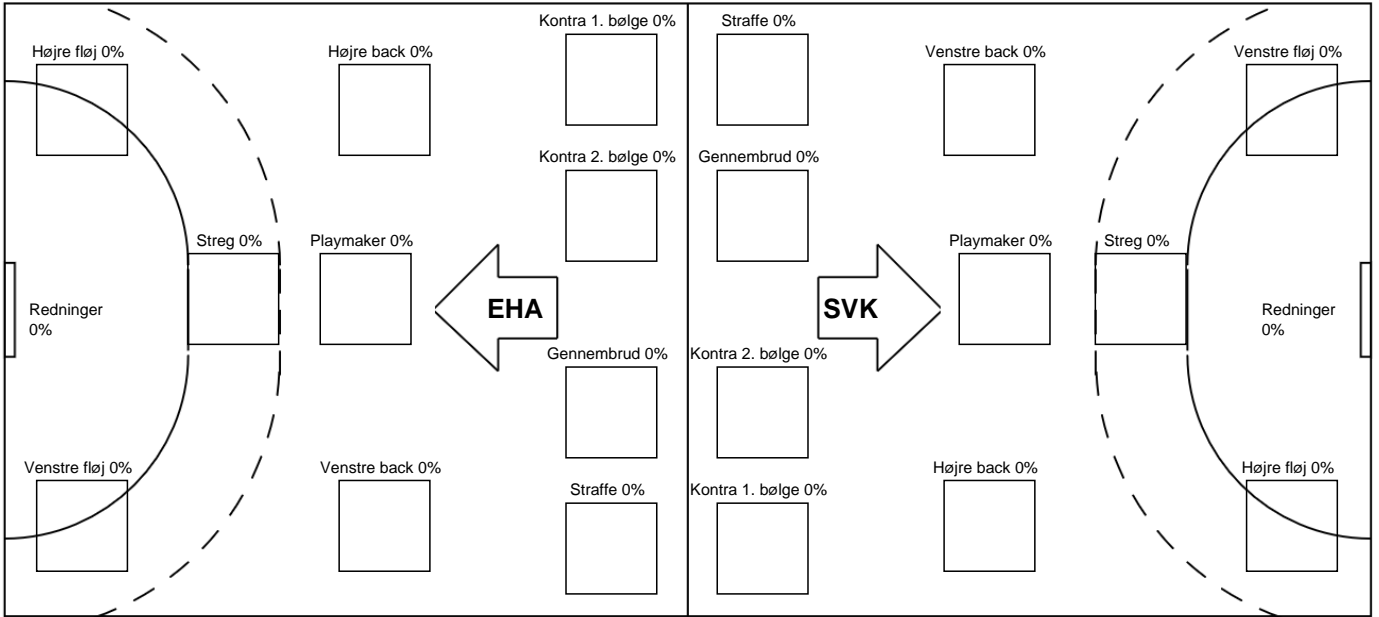 Kontra 1. bølge 0%
Straffe 0%
Højre fløj 0%
Højre back 0%
Venstre back 0%
Venstre fløj 0%
Kontra 2. bølge 0%
Gennembrud 0%
Streg 0%
Playmaker 0%
Playmaker 0%
Streg 0%
EHA
SVK
Redninger
0%
Redninger
0%
Gennembrud 0%
Kontra 2. bølge 0%
Venstre fløj 0%
Venstre back 0%
Højre back 0%
Højre fløj 0%
Straffe 0%
Kontra 1. bølge 0%